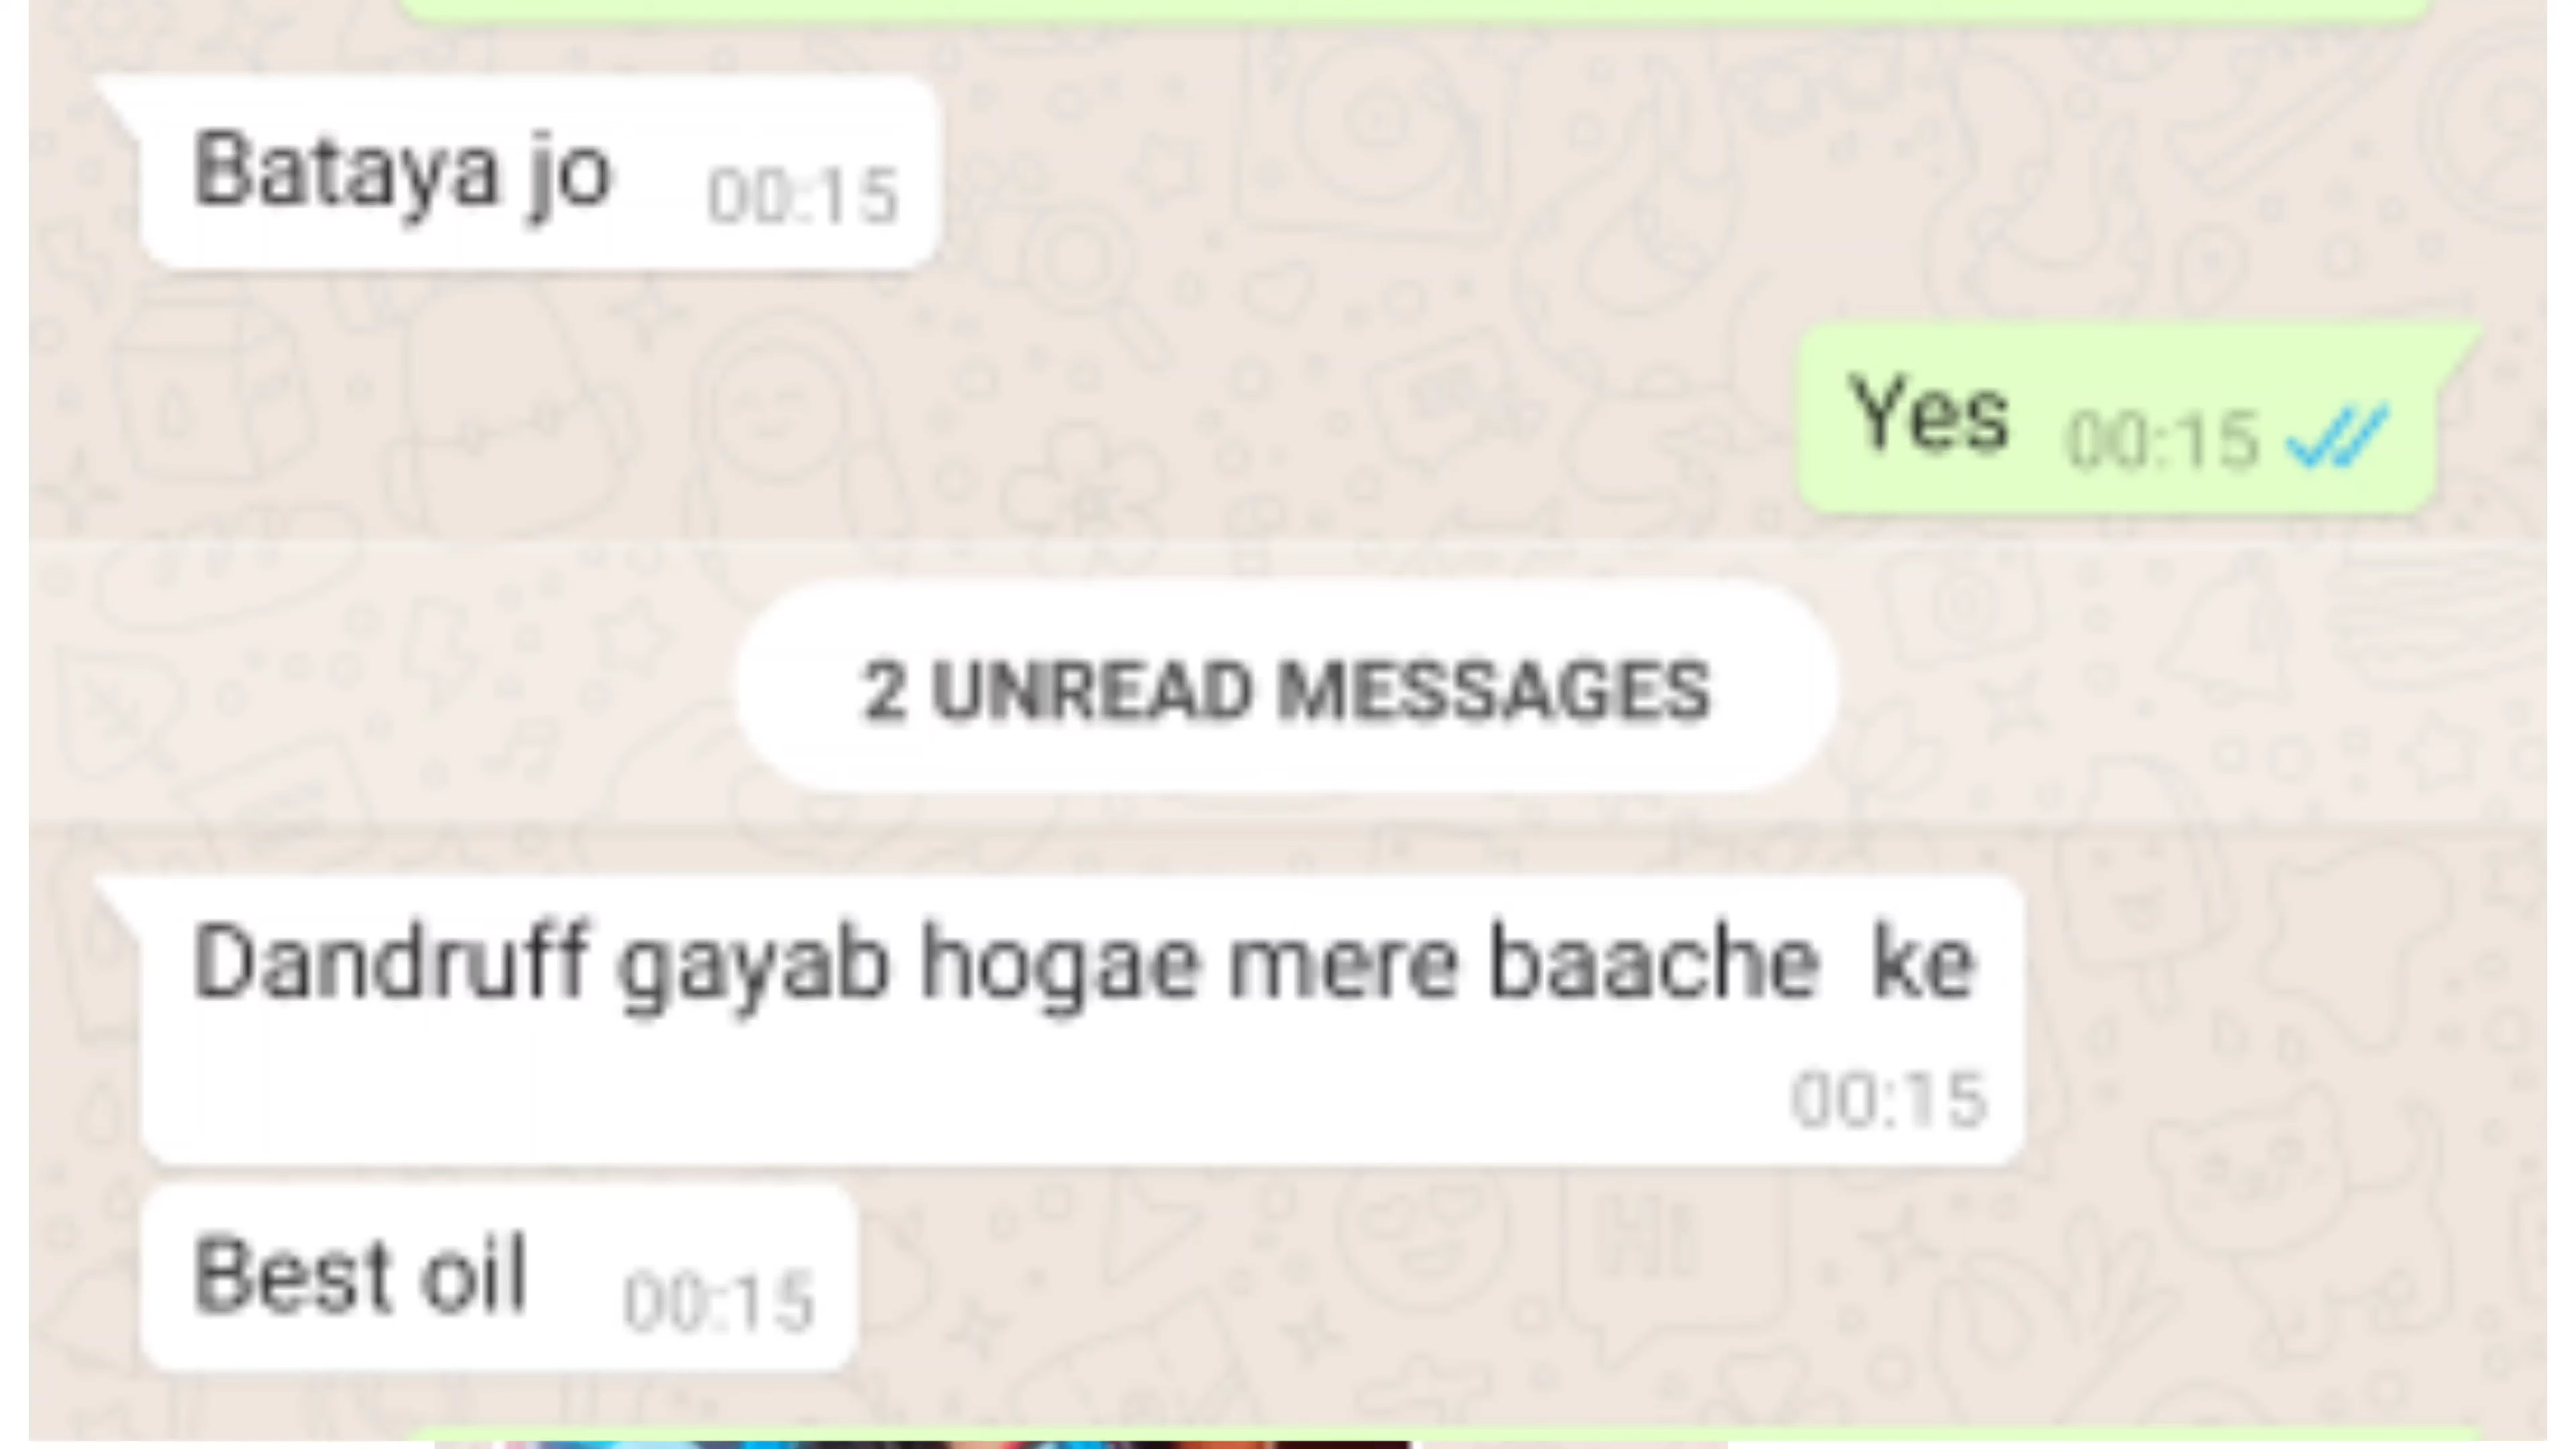 Bataya jo 00:15
Yes 00:15
2 UNREAD MESSAGES
Dandruff gayab hogae mere baache ke
00:15
Best oil 00:15